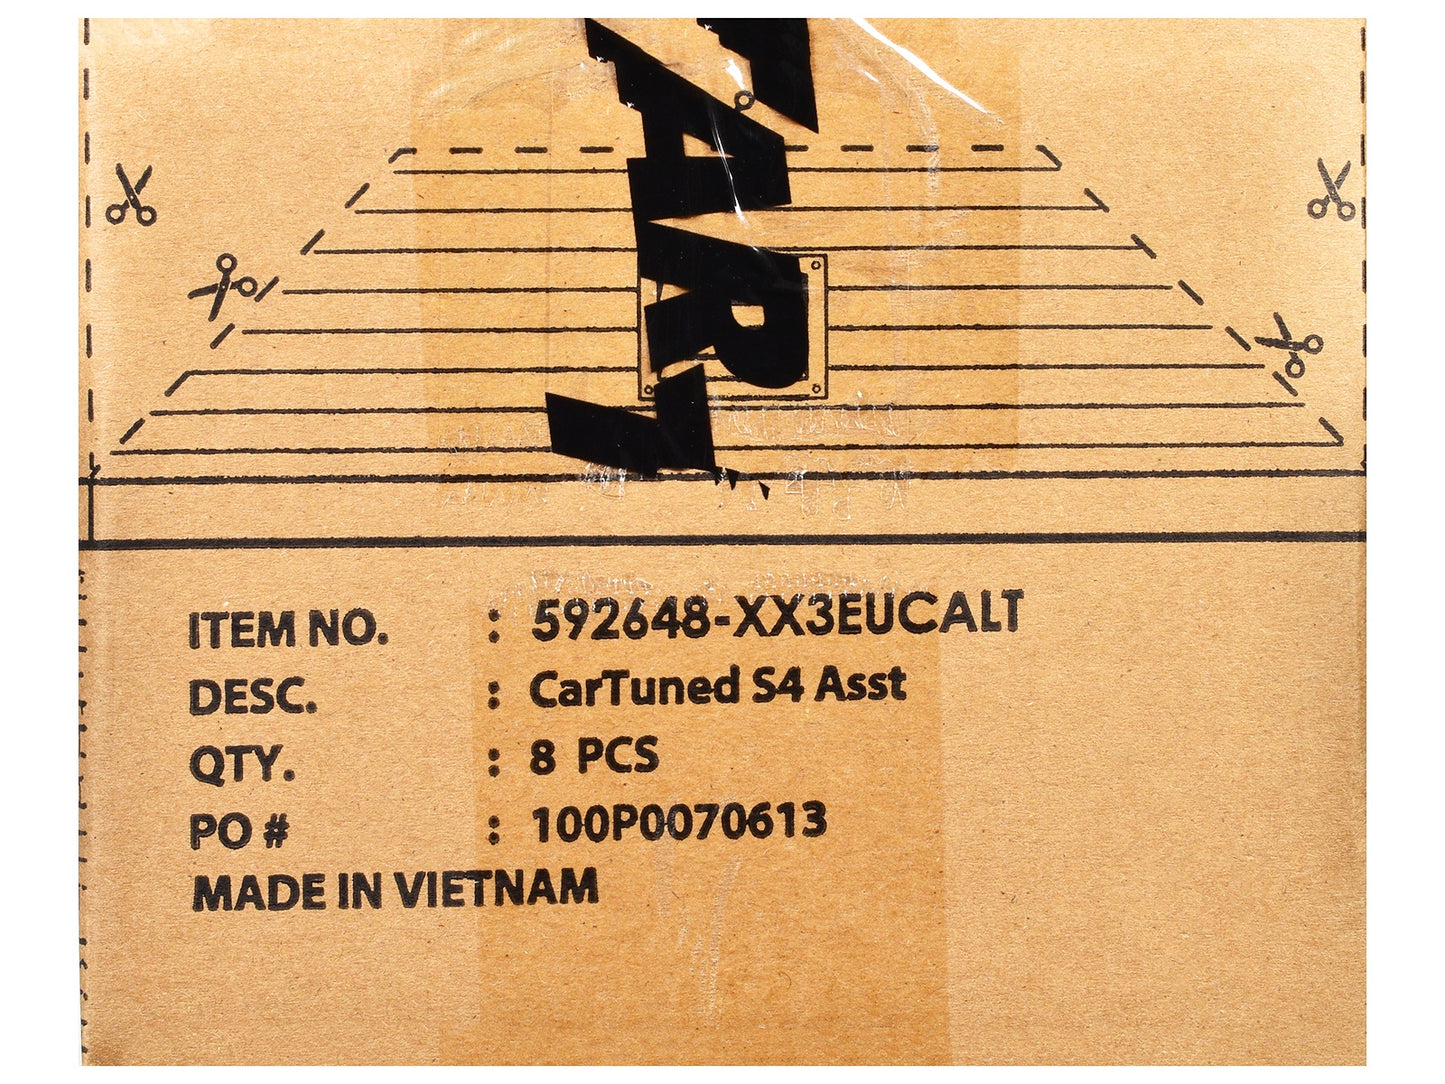 ITEM NO. : 592648-XX3EUCALT
DESC. : CarTuned S4 Asst
QTY. : 8 PCS
PO # : 100P0070613
MADE IN VIETNAM